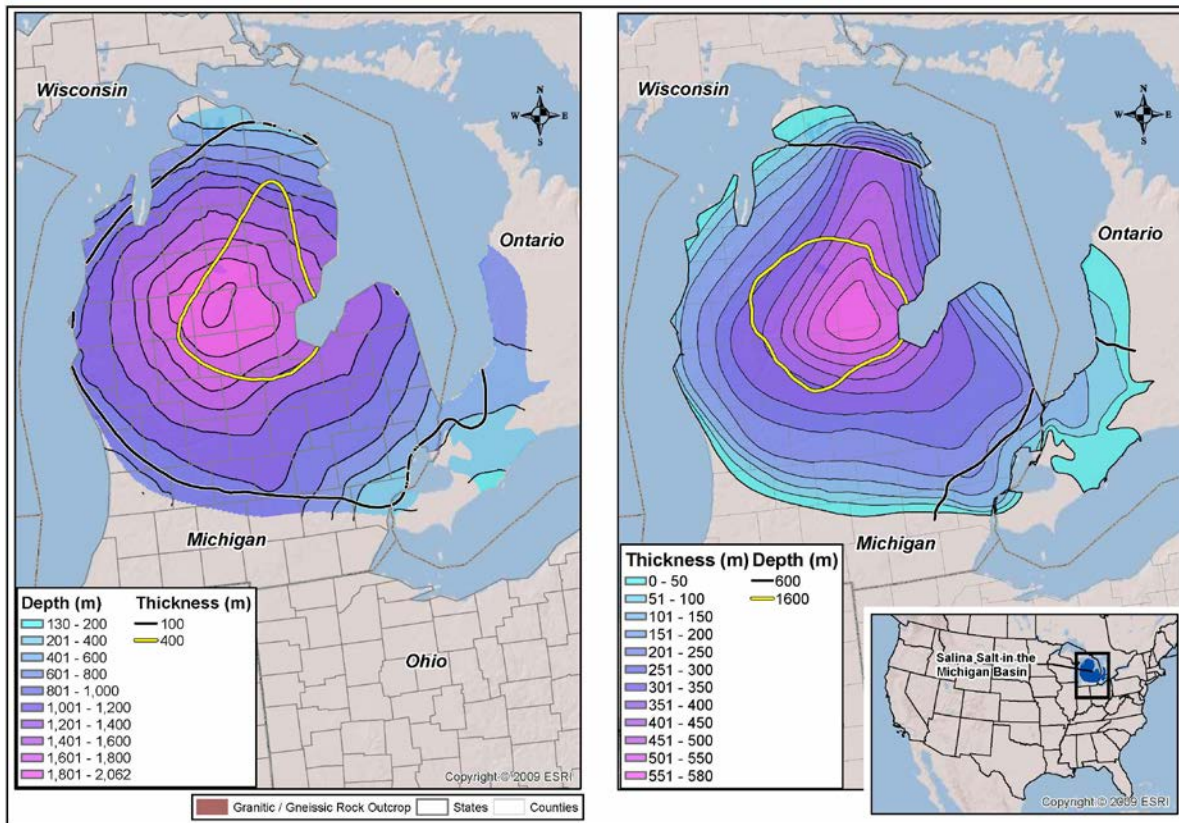 Wisconsin
N
W E
S
Ontario
Michigan
Ohio
Depth (m) Thickness (m)
130 - 200 100
201 - 400 400
401 - 600
601 - 800
801 - 1,000
1,001 - 1,200
1,201 - 1,400
1,401 - 1,600
1,601 - 1,800
1,801 - 2,062
Copyright © 2009 ESRI
Granitic / Gneissic Rock Outcrop States Counties
Wisconsin
N
W E
S
Ontario
Michigan
Thickness (m) Depth (m)
0 - 50 600
51 - 100 1600
101 - 150
151 - 200
201 - 250
251 - 300
301 - 350
351 - 400
401 - 450
451 - 500
501 - 550
551 - 580
Salina Salt in the
Michigan Basin
Copyright © 2009 ESRI